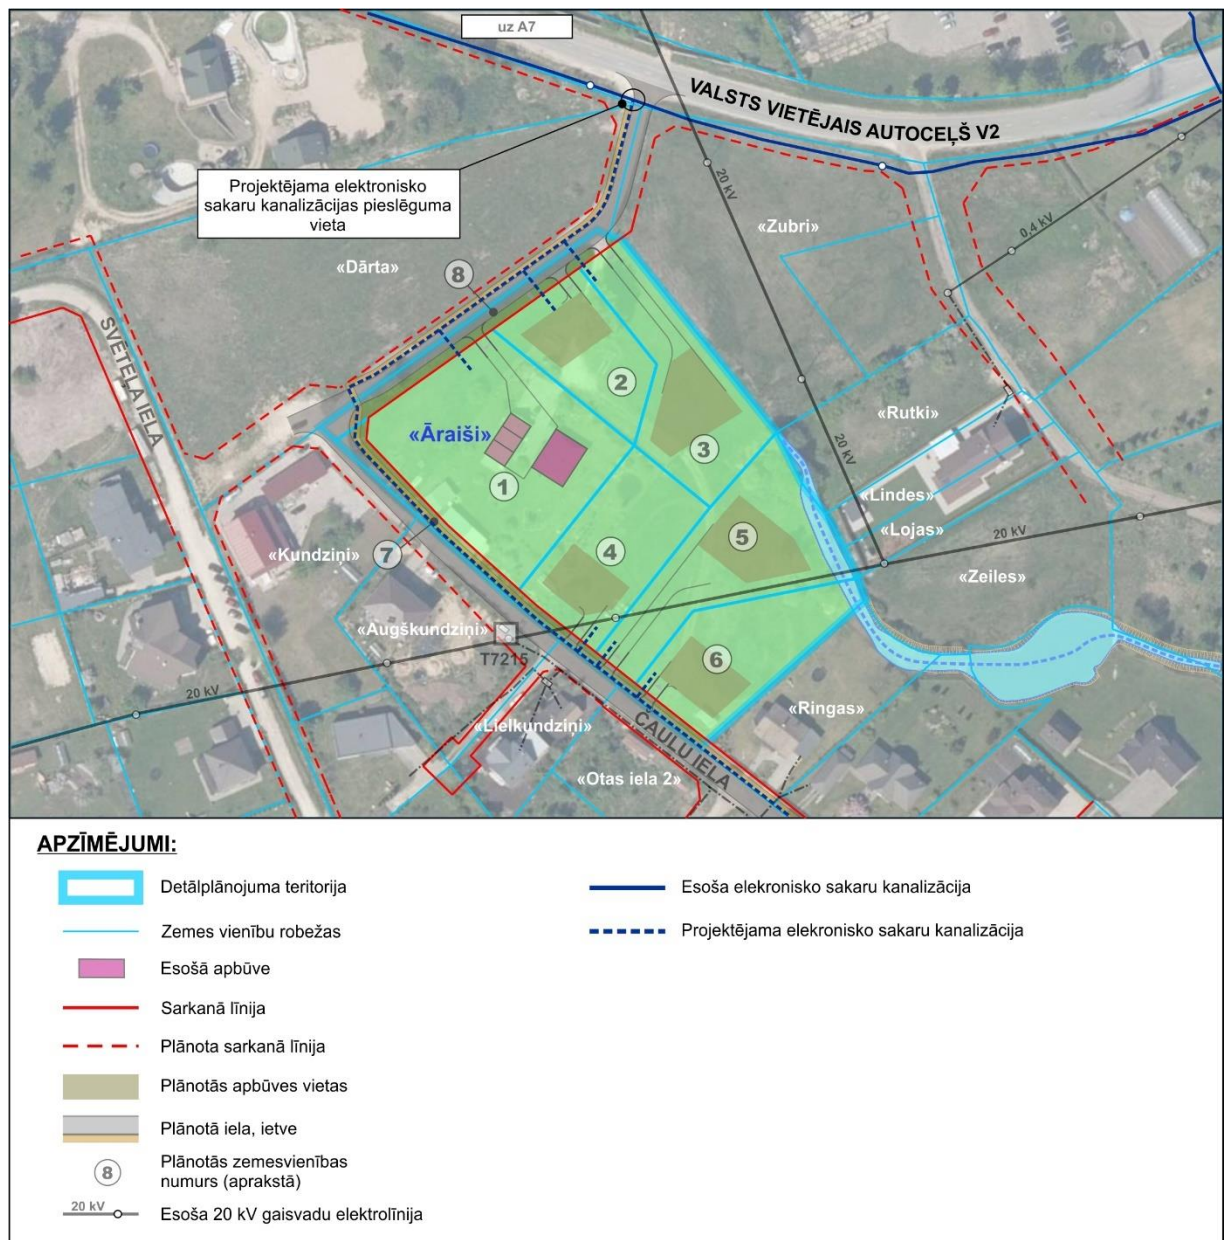 uz A7
VALSTS VIETĒJAIS AUTOCEĻŠ V2
20 kV
Projektējama elektronisko
sakaru kanalizācijas pieslēguma
vieta
«Zubri»
0,4 kV
«Dārta»
8
SVĒTEĻA IELA
2
«Rutki»
«Āraiši»
3
20 kV
1
«Lindes»
«Lojas»
20 kV
5
7
«Kundziņi»
4
«Zeiles»
«Augškundziņi»
T7215
6
20 kV
«Ringas»
«Lielkundziņi»
CAUĻU IELA
«Otas iela 2»
APZĪMĒJUMI:
Detālplānojuma teritorija
Zemes vienību robežas
Esošā apbūve
Sarkanā līnija
Plānota sarkanā līnija
Plānotās apbūves vietas
Plānotā iela, ietve
8
Plānotās zemesvienības
numurs (aprakstā)
20 kV
Esoša 20 kV gaisvadu elektrolīnija
Esoša elekronisko sakaru kanalizācija
Projektējama elekronisko sakaru kanalizācija